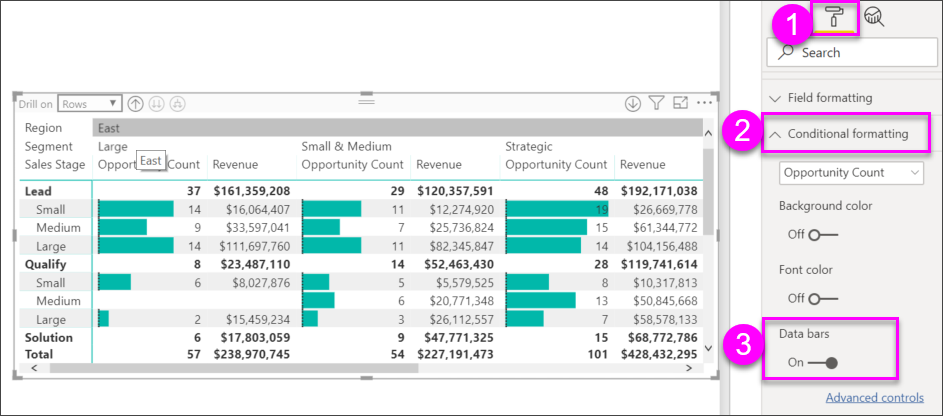 1
Search
Drill on Rows
Region East
Segment Large Small & Medium Strategic
Sales Stage Opportunity Count Revenue Opportunity Count Revenue Opportunity Count Revenue
East
Lead 37 $161,359,208 29 $120,357,591 48 $192,171,038
Small 14 $16,064,407 11 $12,274,920 19 $26,669,778
Medium 9 $33,597,041 7 $25,736,824 15 $61,344,772
Large 14 $111,697,760 11 $82,345,847 14 $104,156,488
Qualify 8 $23,487,110 14 $52,463,430 28 $119,741,614
Small 6 $8,027,876 5 $5,579,525 8 $10,317,813
Medium 6 $20,771,348 13 $50,845,668
Large 2 $15,459,234 3 $26,112,557 7 $58,578,133
Solution 6 $17,803,059 9 $47,771,325 15 $68,772,786
Total 57 $238,970,745 54 $227,191,473 101 $428,432,295
Field formatting
2
Conditional formatting
Opportunity Count
Background color
Off
Font color
Off
3
Data bars
On
Advanced controls